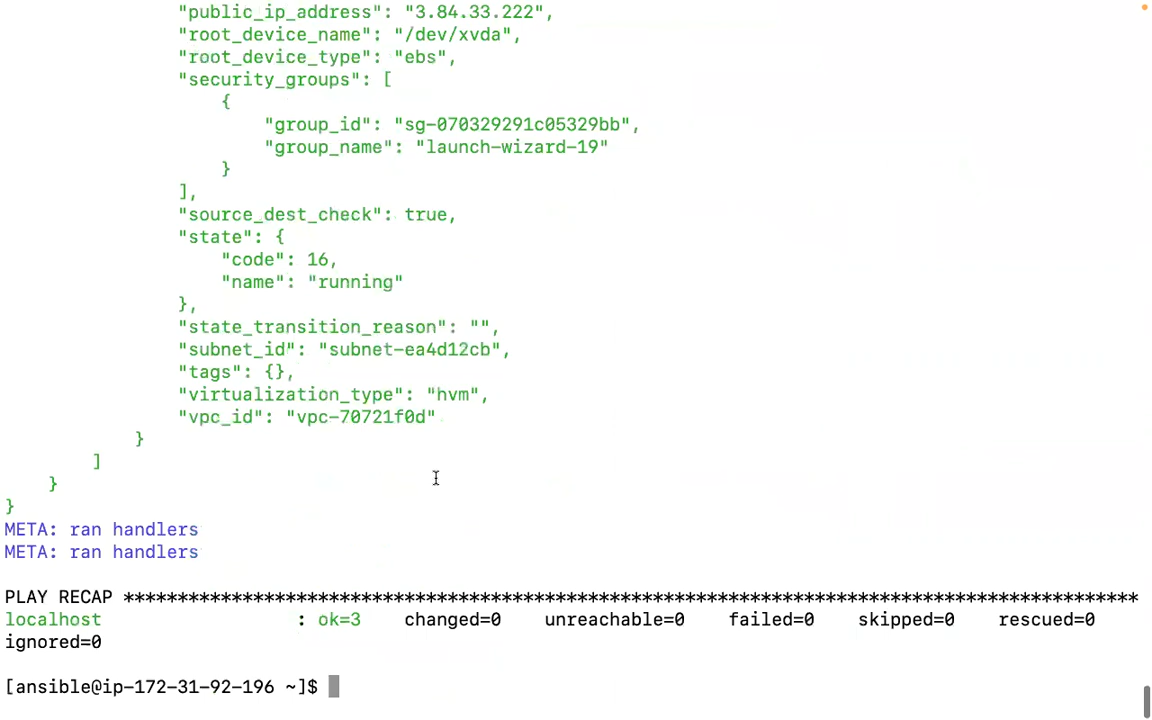 "public_ip_address": "3.84.33.222",
"root_device_name": "/dev/xvda",
"root_device_type": "ebs",
"security_groups": [
{
"group_id": "sg-070329291c05329bb",
"group_name": "launch-wizard-19"
}
],
"source_dest_check": true,
"state": {
"code": 16,
"name": "running"
},
"state_transition_reason": "",
"subnet_id": "subnet-ea4d12cb",
"tags": {},
"virtualization_type": "hvm",
"vpc_id": "vpc-70721f0d"
}
]
}
}
META: ran handlers
META: ran handlers
PLAY RECAP **********************************************************************************************
localhost : ok=3 changed=0 unreachable=0 failed=0 skipped=0 rescued=0
ignored=0
[ansible@ip-172-31-92-196 ~]$